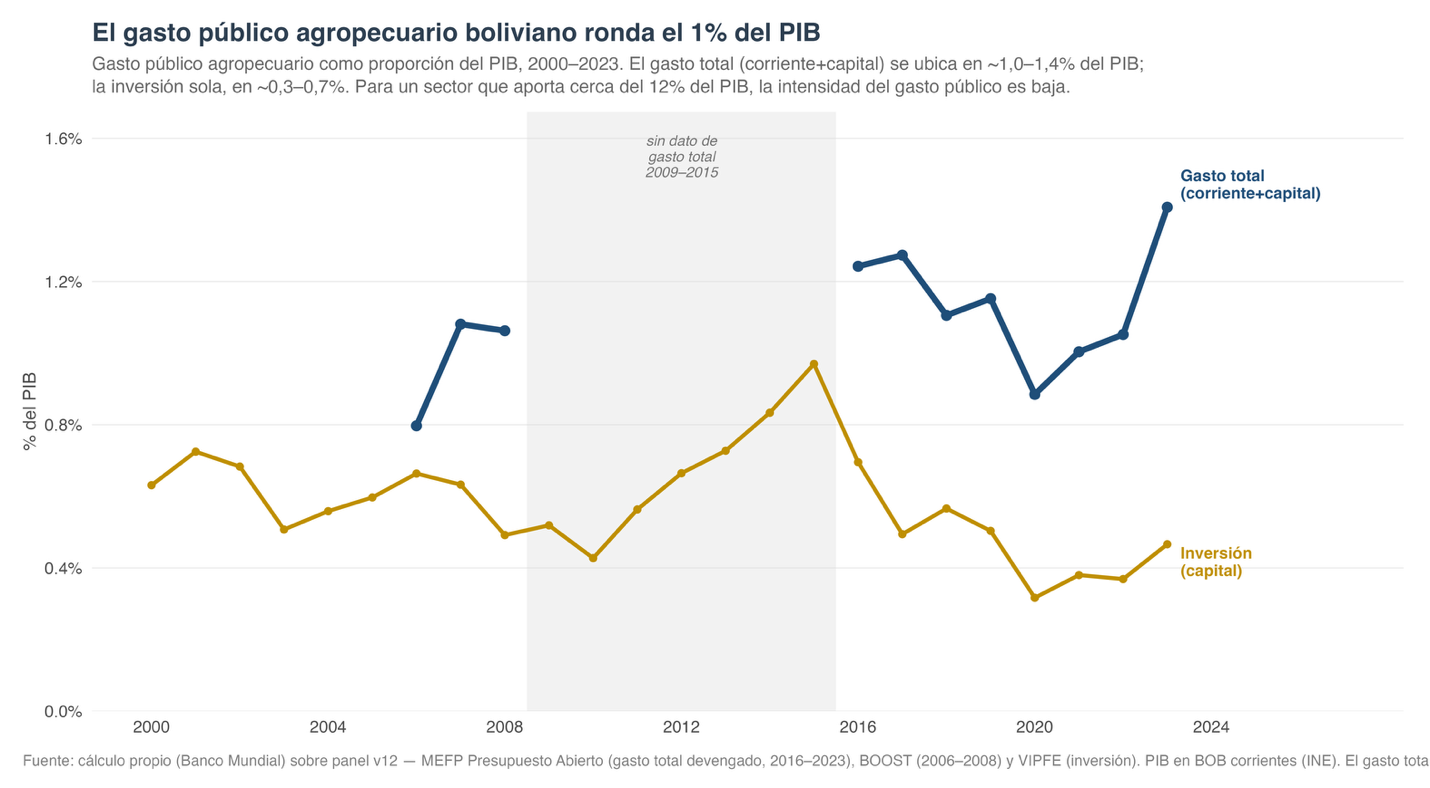 El gasto público agropecuario boliviano ronda el 1% del PIB
Gasto público agropecuario como proporción del PIB, 2000–2023. El gasto total (corriente+capital) se ubica en ~1,0–1,4% del PIB;
la inversión sola, en ~0,3–0,7%. Para un sector que aporta cerca del 12% del PIB, la intensidad del gasto público es baja.
sin dato de
gasto total
2009–2015
Gasto total
(corriente+capital)
Inversión
(capital)
% del PIB
1.6%
1.2%
0.8%
0.4%
0.0%
2000 2004 2008 2012 2016 2020 2024
Fuente: cálculo propio (Banco Mundial) sobre panel v12 — MEFP Presupuesto Abierto (gasto total devengado, 2016–2023), BOOST (2006–2008) y VIPFE (inversión). PIB en BOB corrientes (INE). El gasto tota